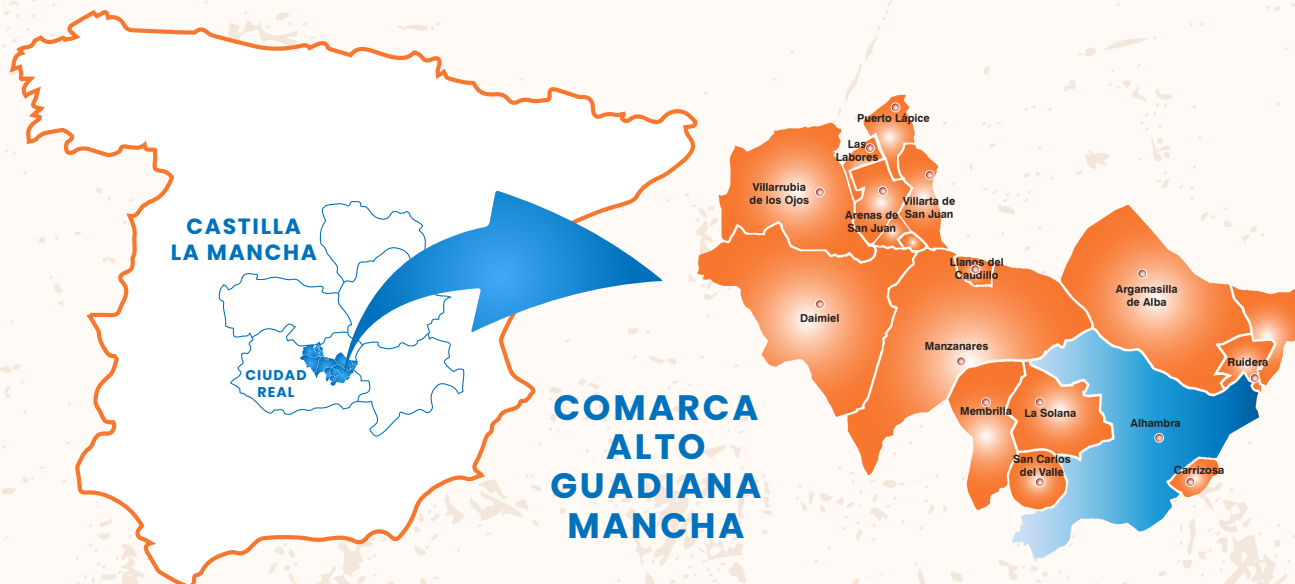 CASTILLA
LA MANCHA
CIUDAD
REAL
COMARCA
ALTO
GUADIANA
MANCHA
Puerto Lápice
Las
Labores
Villarrubia
de los Ojos
Villarta de
San Juan
Arenas de
San Juan
Llanos del
Caudillo
Argamasilla
de Alba
Daimiel
Manzanares
Ruidera
Membrilla
La Solana
Alhambra
San Carlos
del Valle
Carrizosa